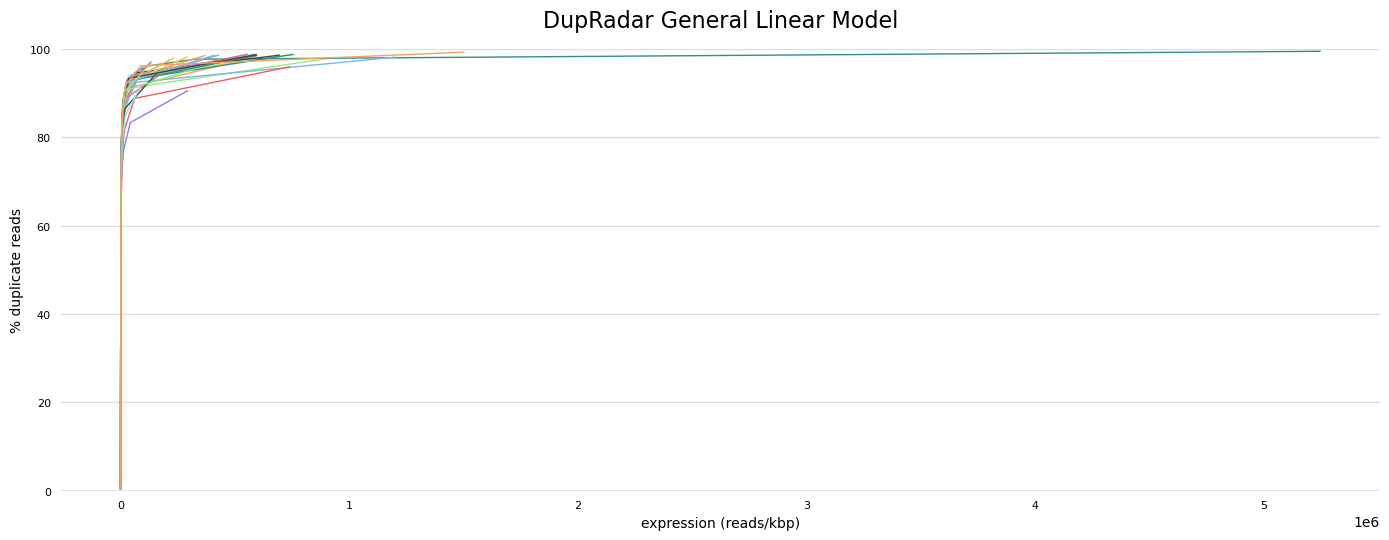 DupRadar General Linear Model
100
80
60
40
20
0
% duplicate reads
0 1 2 3 4 5
1e6
expression (reads/kbp)